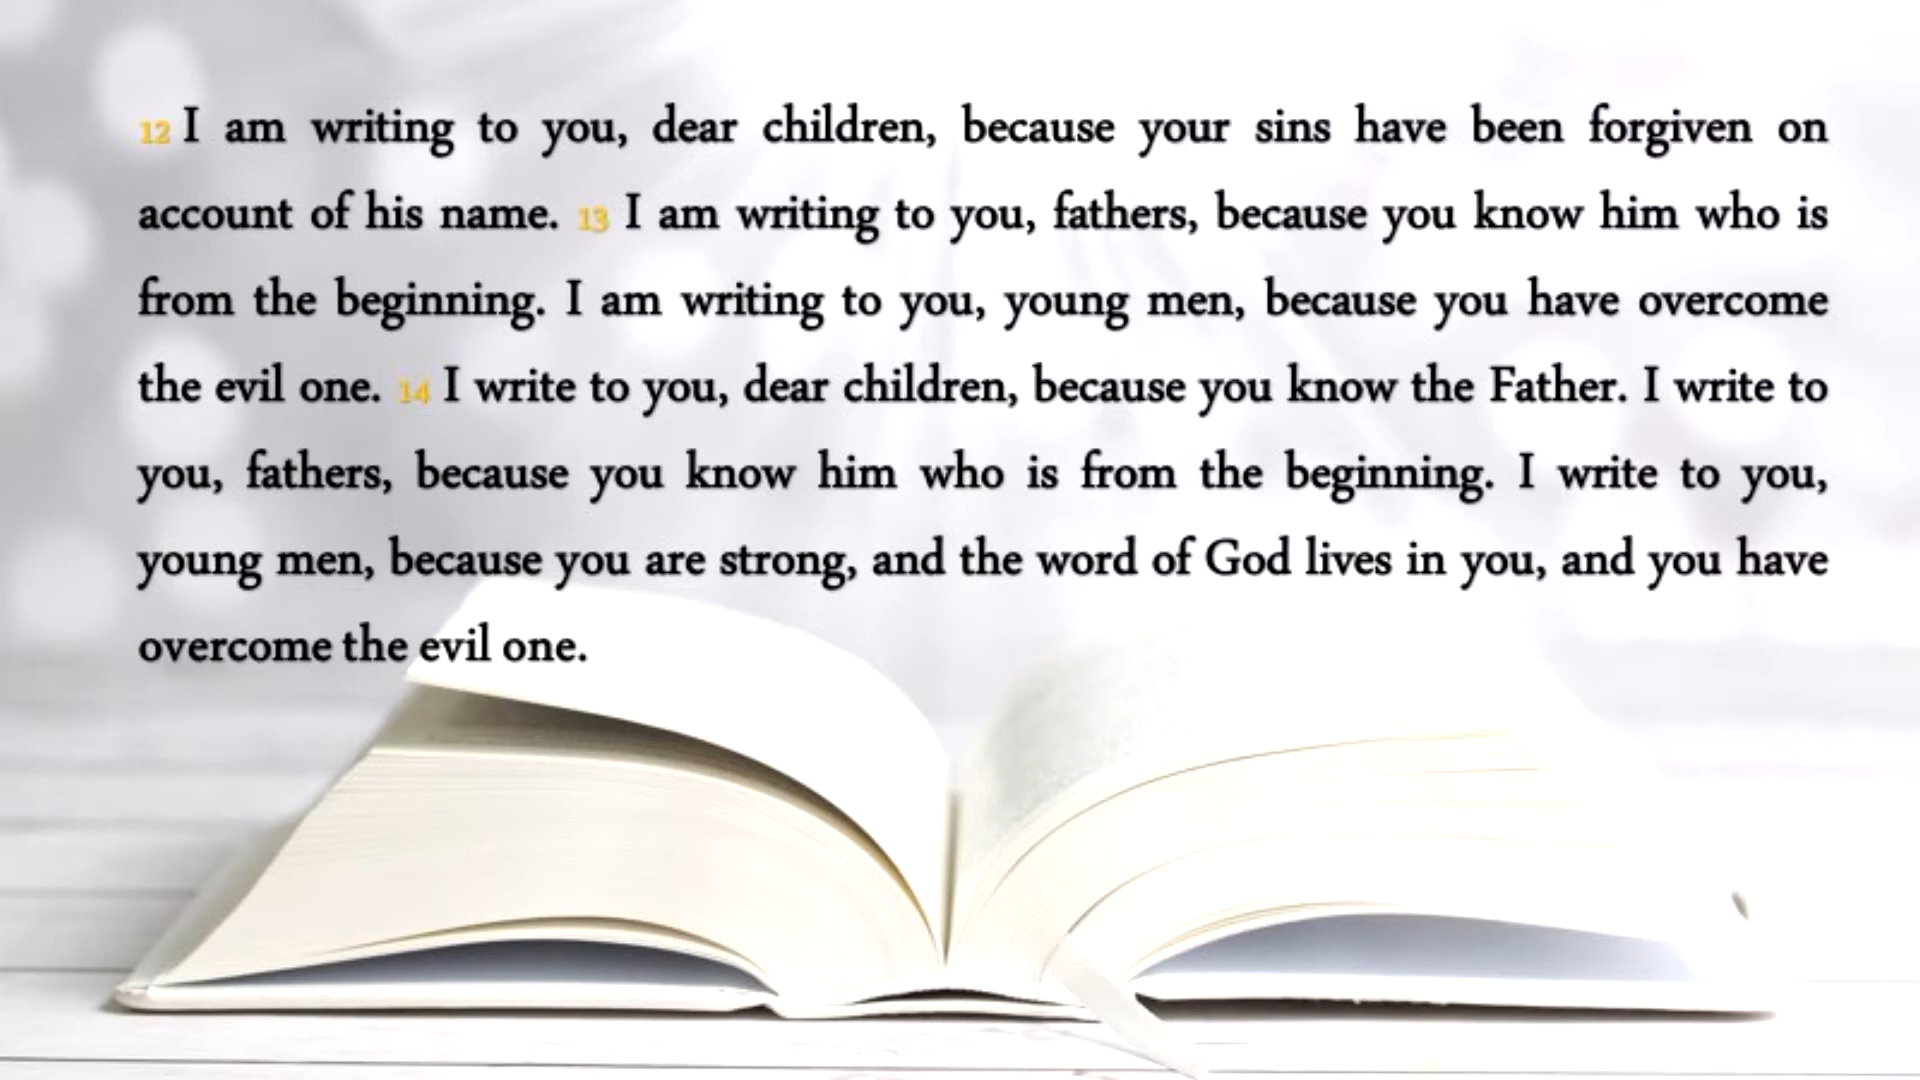 12 I am writing to you, dear children, because your sins have been forgiven on
account of his name. 13 I am writing to you, fathers, because you know him who is
from the beginning. I am writing to you, young men, because you have overcome
the evil one. 14 I write to you, dear children, because you know the Father. I write to
you, fathers, because you know him who is from the beginning. I write to you,
young men, because you are strong, and the word of God lives in you, and you have
overcome the evil one.